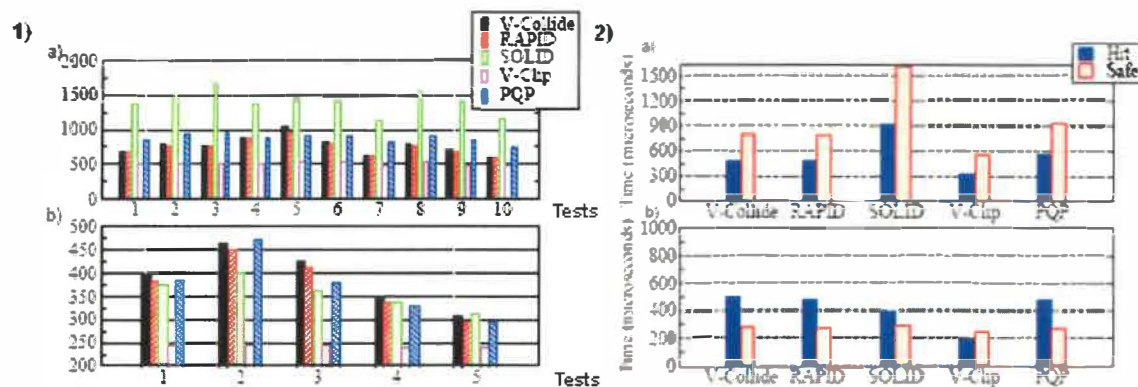 1)
V-Collide
RAPID
SOLID
V-Clip
PQP
a)
2000
1500
1000
500
0
1 2 3 4 5 6 7 8 9 10
Tests
b)
500
450
400
350
300
250
200
1 2 3 4 5
Tests
2)
Hit
Safe
a)
Time (microseconds)
1500
1200
900
600
300
0
V-Collide RAPID SOLID V-Clip PQP
b)
Time (microseconds)
1000
800
600
400
200
0
V-Collide RAPID SOLID V-Clip PQP